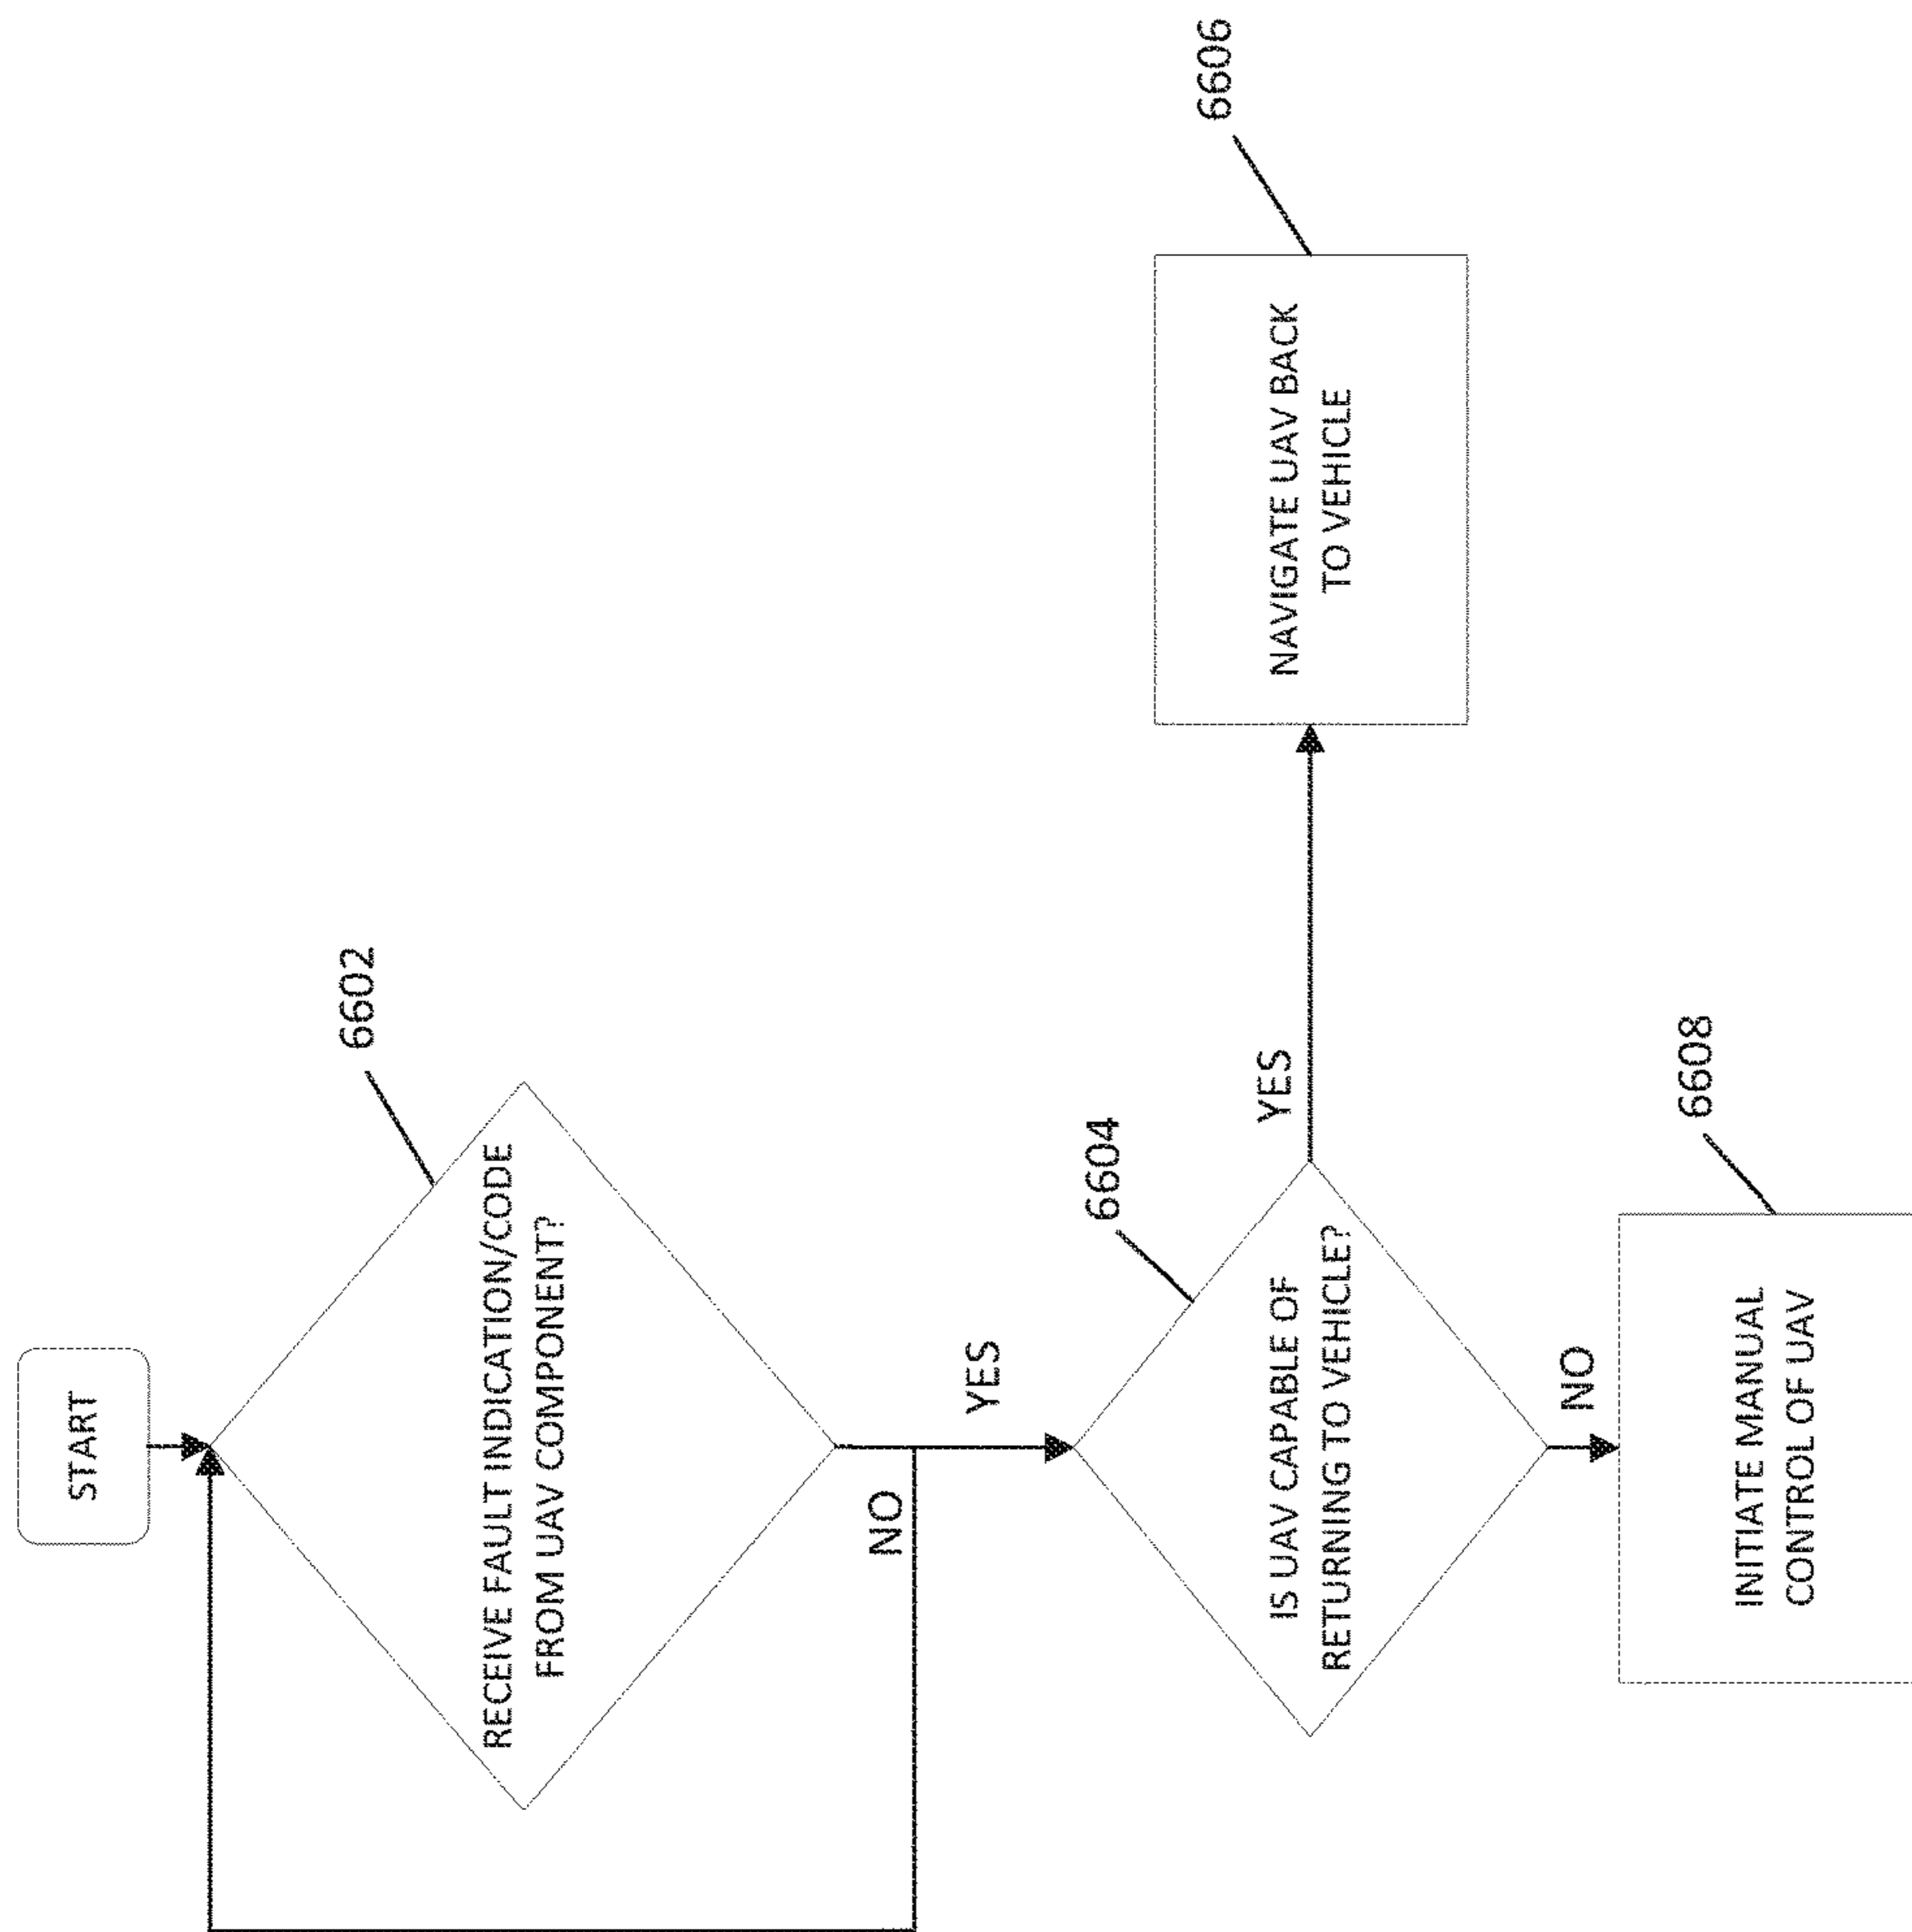 START
6602
RECEIVE FAULT INDICATION/CODE
FROM UAV COMPONENT?
NO
YES
6604
IS UAV CAPABLE OF
RETURNING TO VEHICLE?
YES
6606
NAVIGATE UAV BACK
TO VEHICLE
NO
6608
INITIATE MANUAL
CONTROL OF UAV